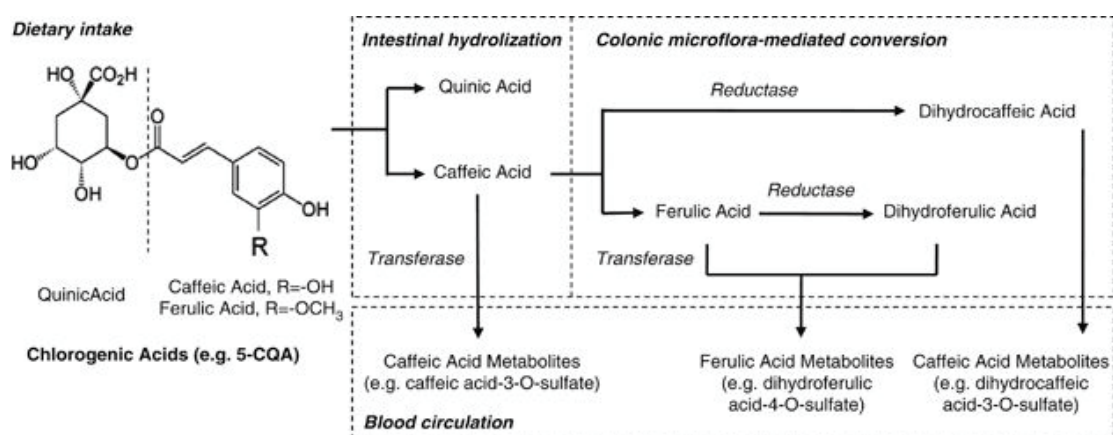 Dietary intake
HO
CO₂H
HO
OH
O
O
OH
R
QuinicAcid
Caffeic Acid, R=-OH
Ferulic Acid, R=-OCH₃
Chlorogenic Acids (e.g. 5-CQA)
Intestinal hydrolization
Quinic Acid
Caffeic Acid
Transferase
Colonic microflora-mediated conversion
Reductase
Dihydrocaffeic Acid
Ferulic Acid
Reductase
Dihydroferulic Acid
Transferase
Caffeic Acid Metabolites
(e.g. caffeic acid-3-O-sulfate)
Ferulic Acid Metabolites
(e.g. dihydroferulic
acid-4-O-sulfate)
Caffeic Acid Metabolites
(e.g. dihydrocaffeic
acid-3-O-sulfate)
Blood circulation